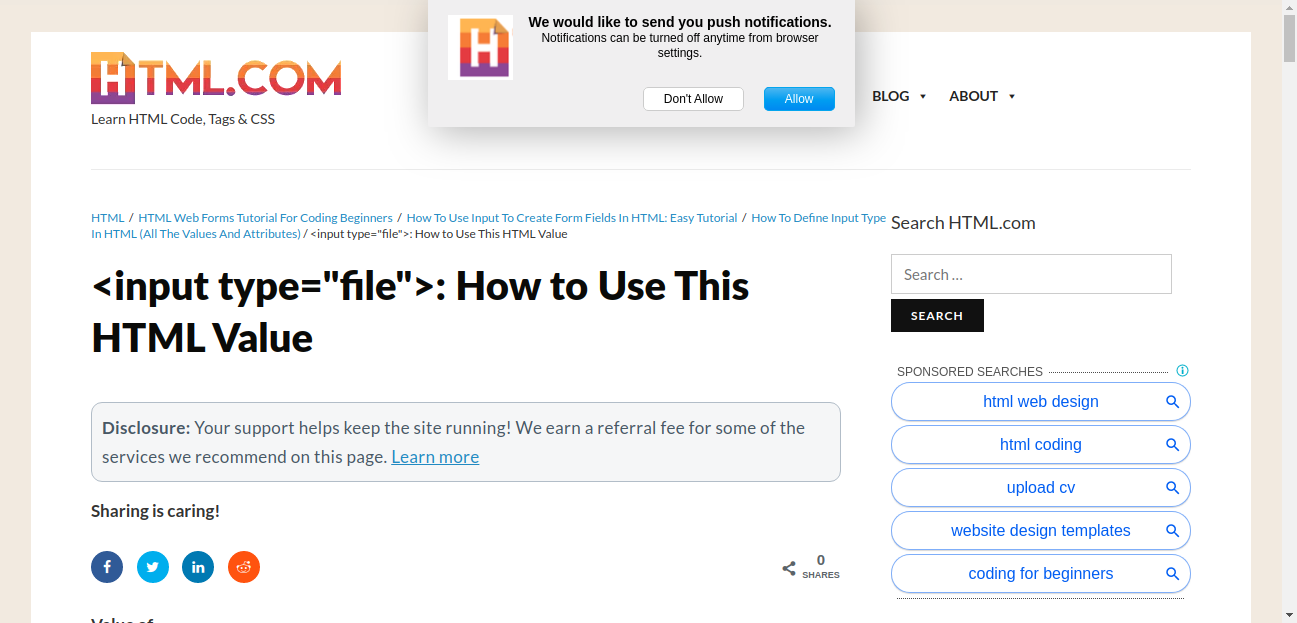 We would like to send you push notifications.
Notifications can be turned off anytime from browser
settings.
Don't Allow
Allow
HTML.COM
Learn HTML Code, Tags & CSS
BLOG
ABOUT
HTML / HTML Web Forms Tutorial For Coding Beginners / How To Use Input To Create Form Fields In HTML: Easy Tutorial / How To Define Input Type
In HTML (All The Values And Attributes) / <input type="file">: How to Use This HTML Value
<input type="file">: How to Use This
HTML Value
Disclosure: Your support helps keep the site running! We earn a referral fee for some of the
services we recommend on this page. Learn more
Sharing is caring!
0
SHARES
Value of
Search HTML.com
Search ...
SEARCH
SPONSORED SEARCHES
html web design
html coding
upload cv
website design templates
coding for beginners